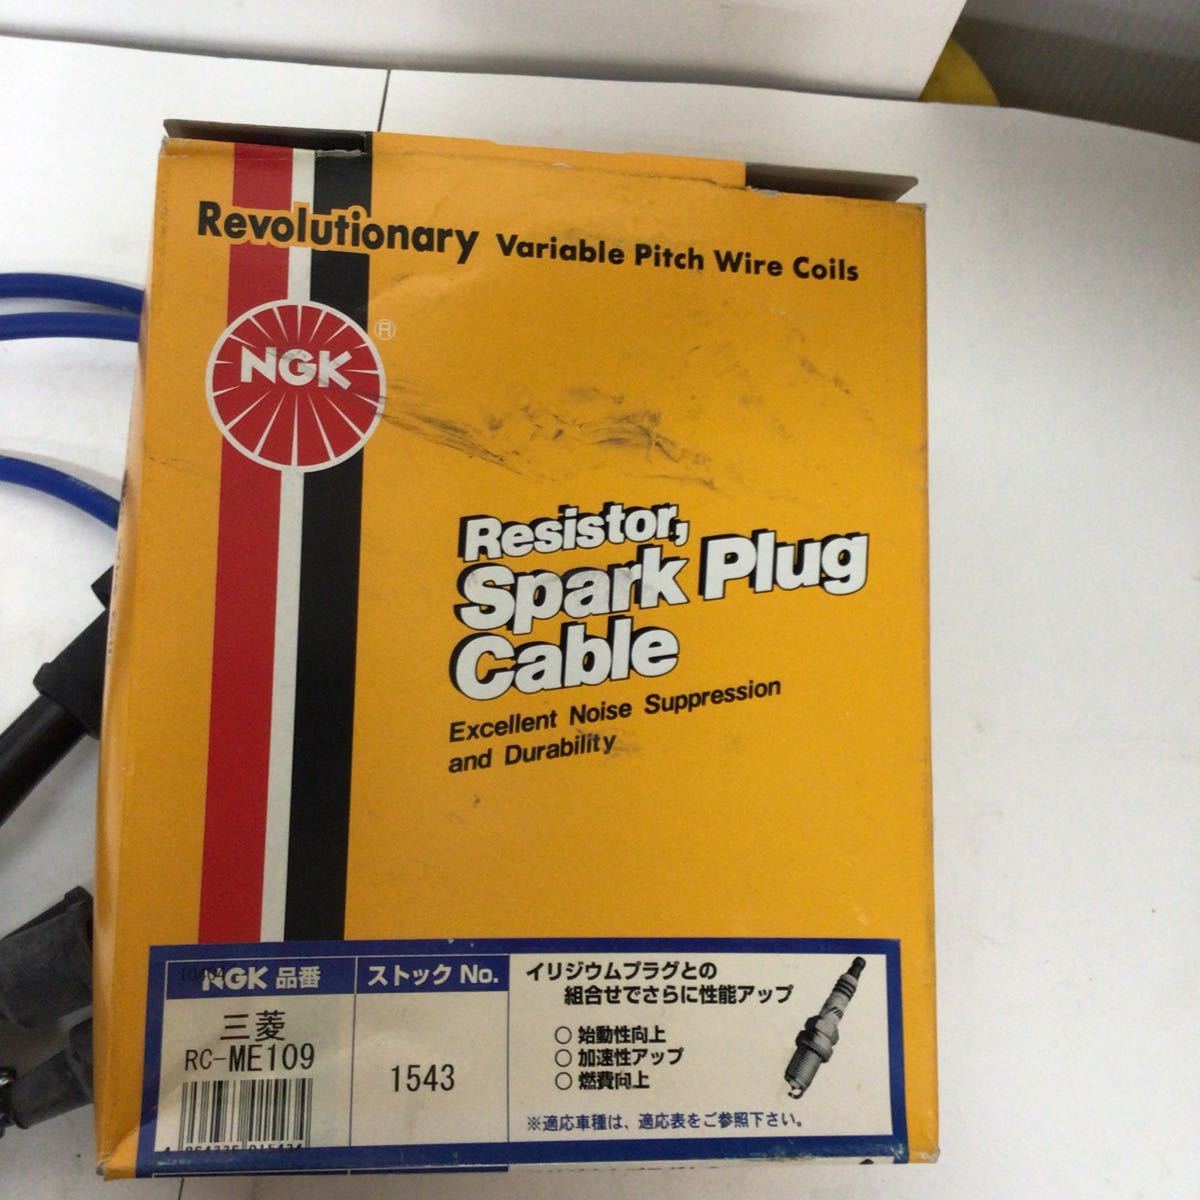 Revolutionary Variable Pitch Wire Coils
NGK ®
Resistor,
Spark Plug
Cable
Excellent Noise Suppression
and Durability
NGK 品番
ストック No.
三菱
RC-ME109
1543
イリジウムプラグとの
組合せでさらに性能アップ
○ 始動性向上
○ 加速性アップ
○ 燃費向上
※適応車種は、適応表をご参照下さい。